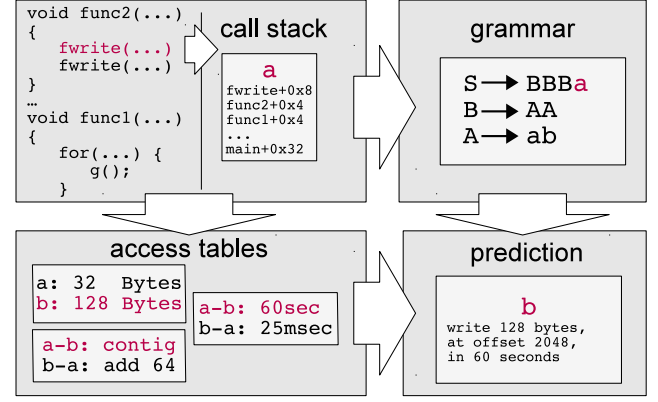 void func2(...)
{
fwrite(...)
fwrite(...)
}
…
void func1(...)
{
for(...) {
g();
}
call stack
a
fwrite+0x8
func2+0x4
func1+0x4
...
main+0x32
grammar
S BBBa
B AA
A ab
access tables
a: 32 Bytes
b: 128 Bytes
a-b: 60sec
b-a: 25msec
a-b: contig
b-a: add 64
prediction
b
write 128 bytes,
at offset 2048,
in 60 seconds